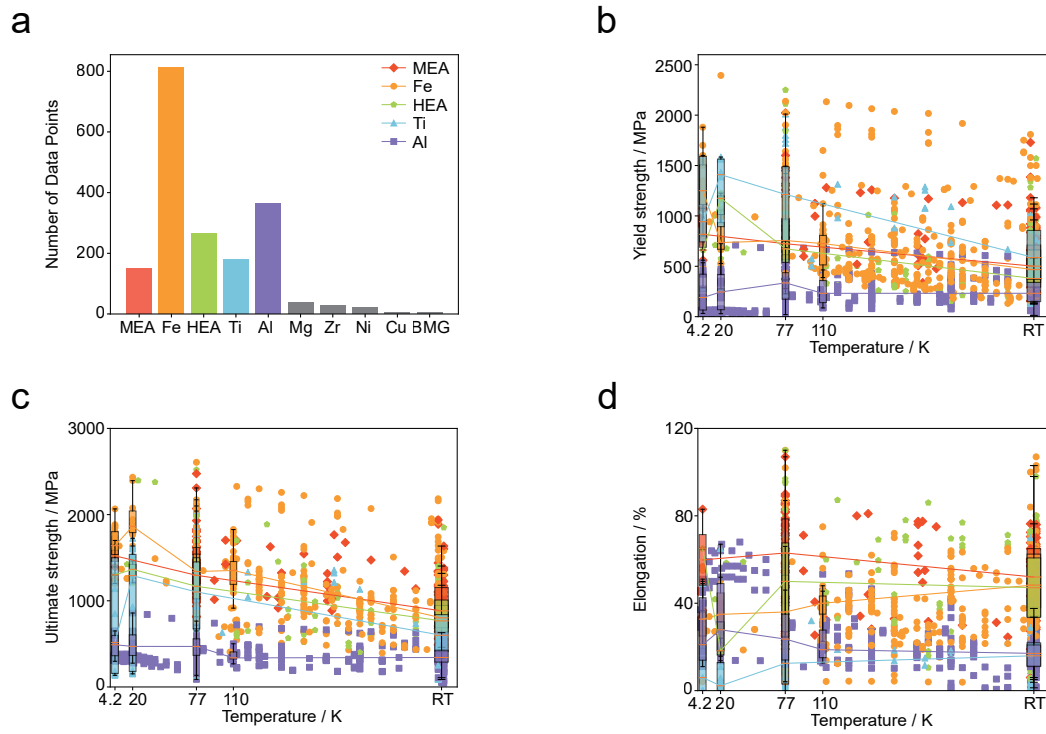 a
Number of Data Points
800
600
400
200
0
MEA Fe HEA Ti Al Mg Zr Ni Cu BMG
MEA
Fe
HEA
Ti
Al
b
Yield strength / MPa
2500
2000
1500
1000
500
0
4.2 20 77 110 RT
Temperature / K
c
Ultimate strength / MPa
3000
2000
1000
0
4.2 20 77 110 RT
Temperature / K
d
Elongation / %
120
80
40
0
4.2 20 77 110 RT
Temperature / K